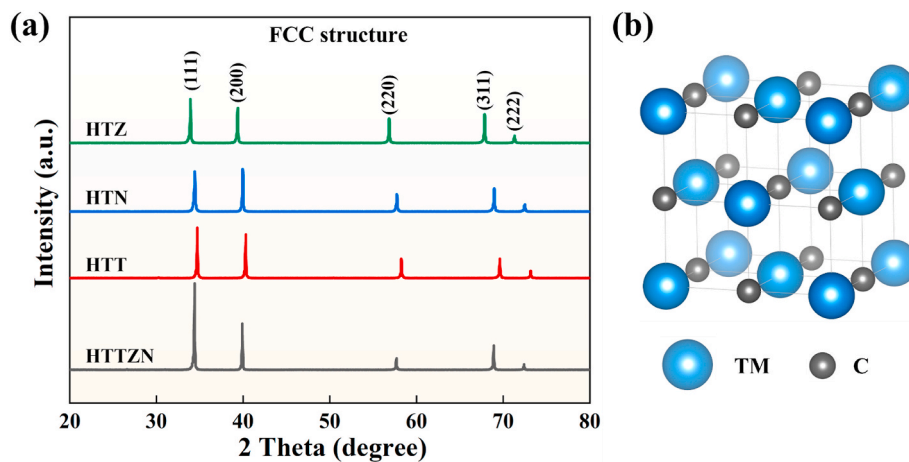 (a)
FCC structure
(111)
(200)
(220)
(311)
(222)
HTZ
HTN
HTT
HTTZN
Intensity (a.u.)
20 30 40 50 60 70 80
2 Theta (degree)
(b)
TM C